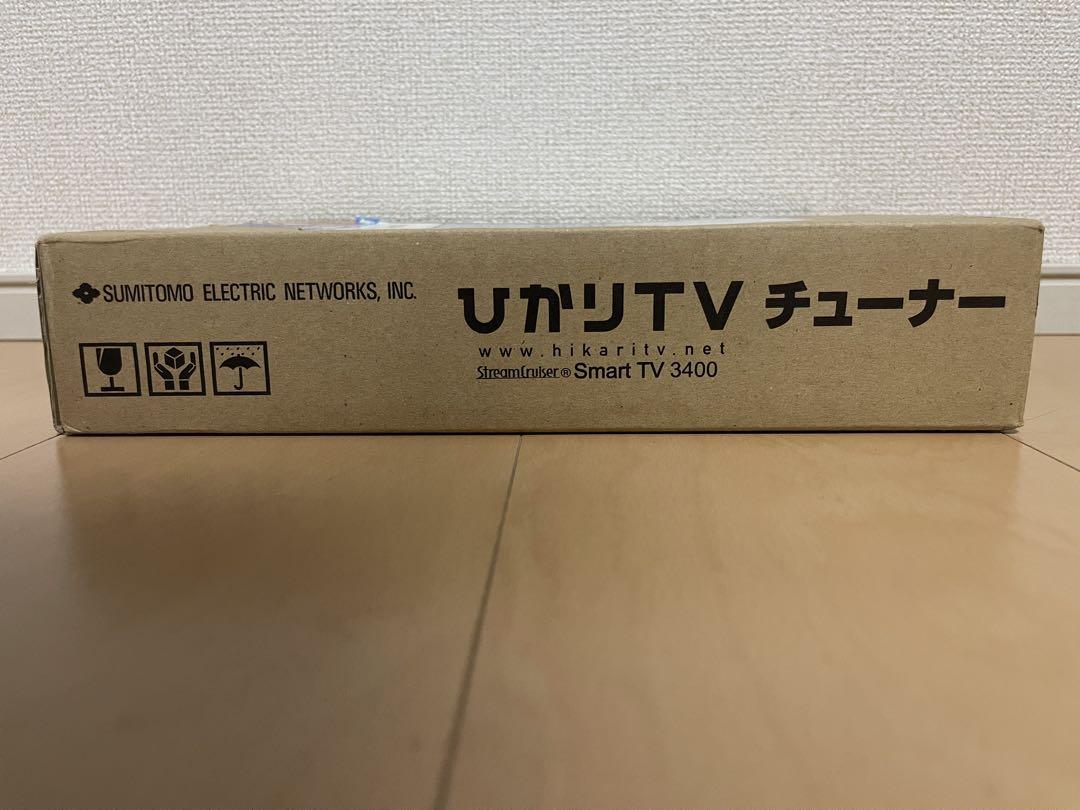 SUMITOMO ELECTRIC NETWORKS, INC.
ひかりTV チューナー
www.hikaritv.net
StreamCruiser® Smart TV 3400